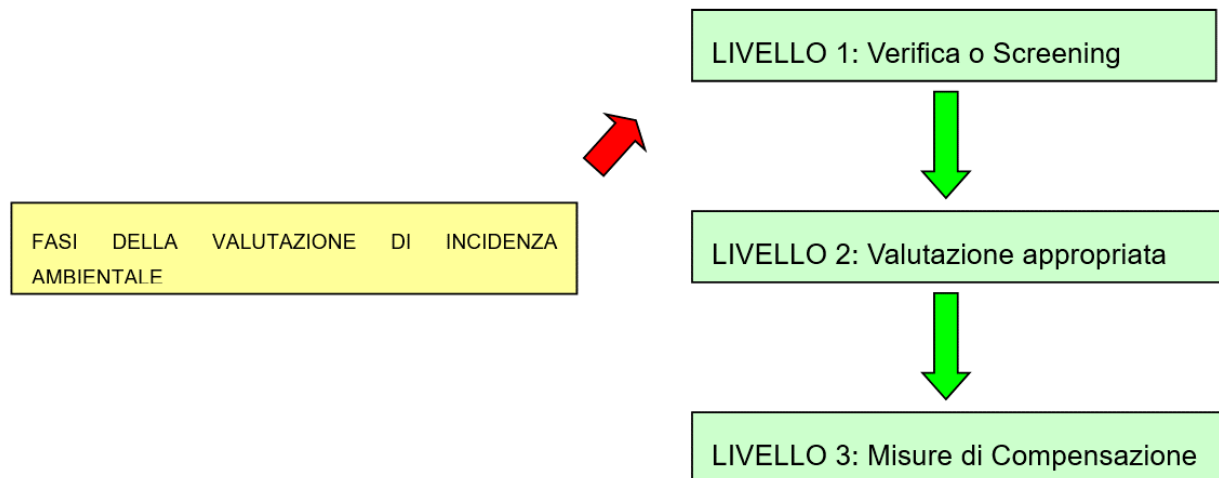 LIVELLO 1: Verifica o Screening
FASI DELLA VALUTAZIONE DI INCIDENZA
AMBIENTALE
LIVELLO 2: Valutazione appropriata
LIVELLO 3: Misure di Compensazione